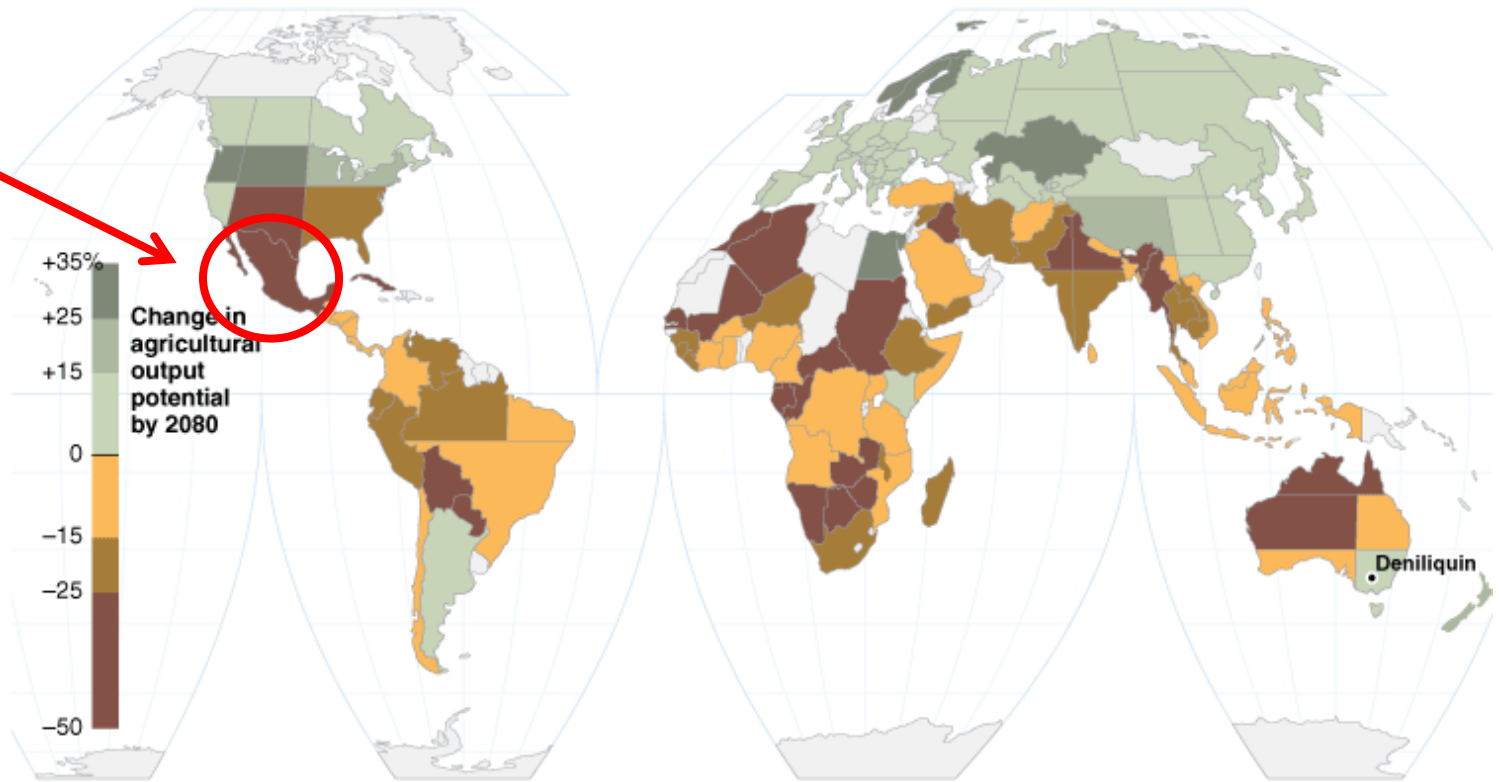 +35%
+25
+15
0
−15
−25
−50
Change in
agricultural
output
potential
by 2080
Deniliquin